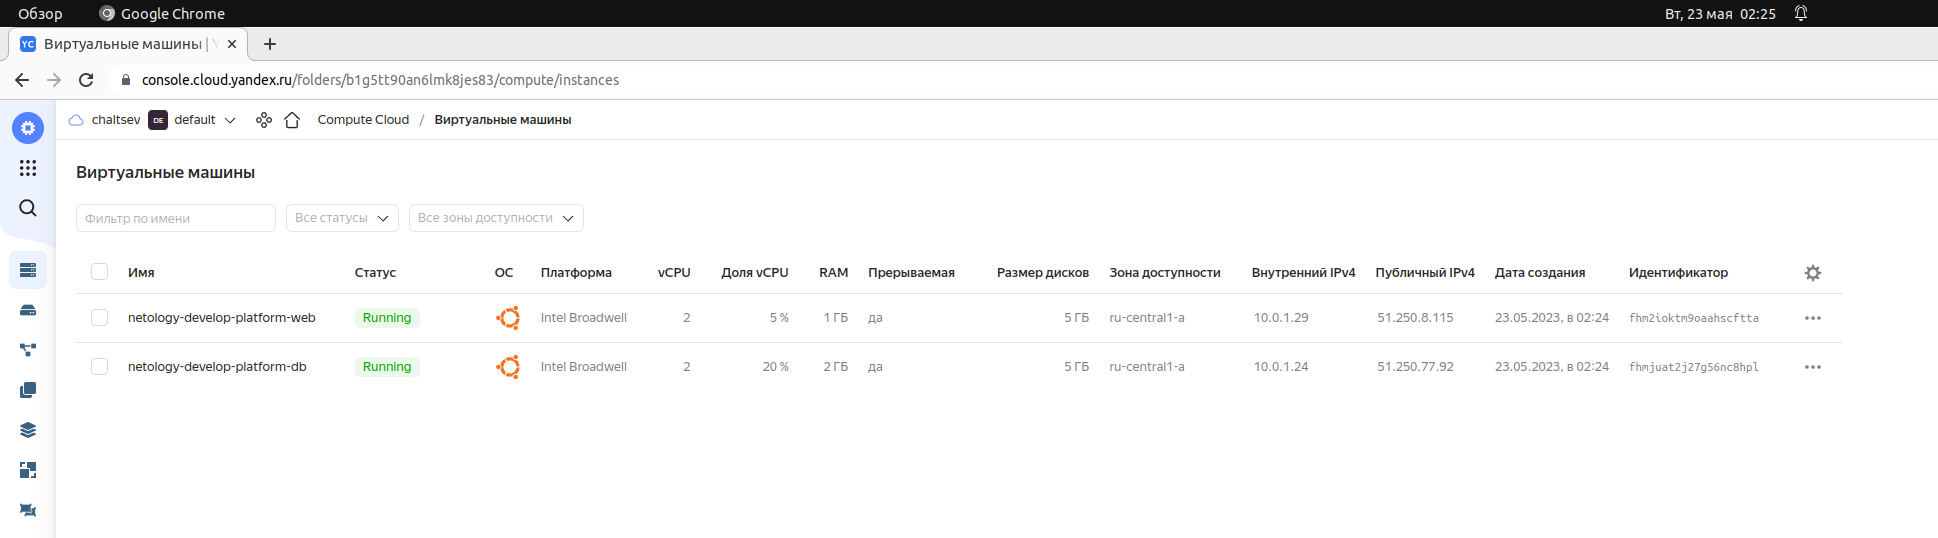 Обзор Google Chrome Вт, 23 мая 02:25
YC Виртуальные машины |
console.cloud.yandex.ru/folders/b1g5tt90an6lmk8jes83/compute/instances
chaltsev DE default Compute Cloud / Виртуальные машины
Виртуальные машины
Фильтр по имени Все статусы Все зоны доступности
Имя Статус ОС Платформа vCPU Доля vCPU RAM Прерываемая Размер дисков Зона доступности Внутренний IPv4 Публичный IPv4 Дата создания Идентификатор
netology-develop-platform-web Running Intel Broadwell 2 5 % 1 ГБ да 5 ГБ ru-central1-a 10.0.1.29 51.250.8.115 23.05.2023, в 02:24 fhm2ioktm9oaahscftta
netology-develop-platform-db Running Intel Broadwell 2 20 % 2 ГБ да 5 ГБ ru-central1-a 10.0.1.24 51.250.77.92 23.05.2023, в 02:24 fhmjuat2j27g56nc8hpl